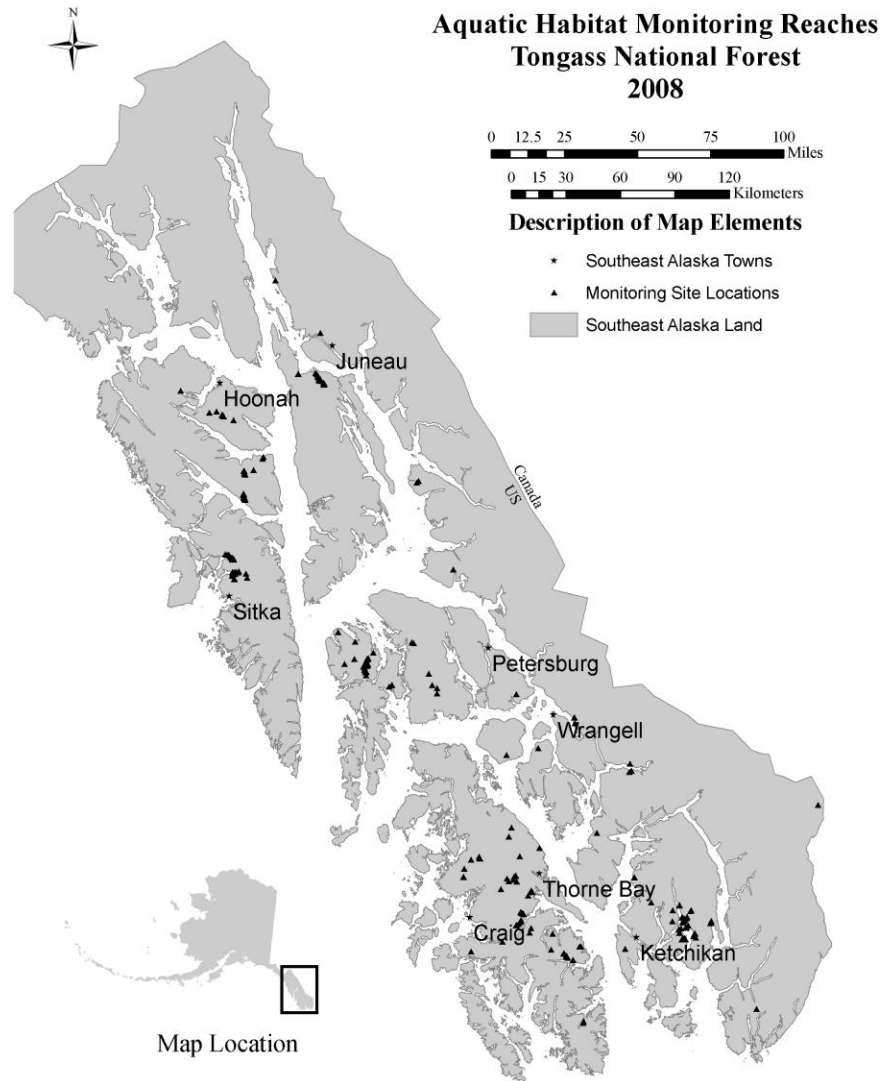 N
Aquatic Habitat Monitoring Reaches
Tongass National Forest
2008
0 12.5 25 50 75 100
Miles
0 15 30 60 90 120
Kilometers
Description of Map Elements
Southeast Alaska Towns
Monitoring Site Locations
Southeast Alaska Land
Juneau
Hoonah
Canada
US
Sitka
Petersburg
Wrangell
Thorne Bay
Craig
Ketchikan
Map Location